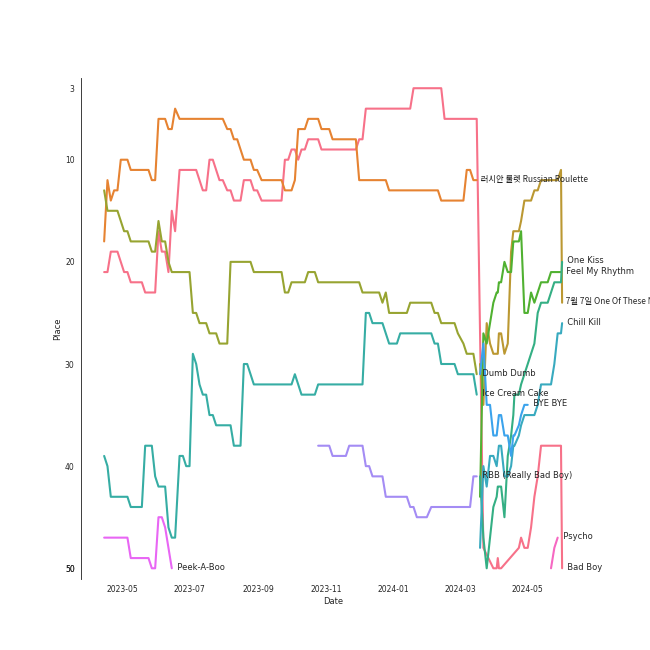 3
10
러시안 룰렛 Russian Roulette
20
One Kiss
Feel My Rhythm
7월 7일 One Of These N
Chill Kill
Place
30
Dumb Dumb
Ice Cream Cake
BYE BYE
40
RBB (Really Bad Boy)
Psycho
50
Peek-A-Boo
Bad Boy
2023-05
2023-07
2023-09
2023-11
2024-01
2024-03
2024-05
Date